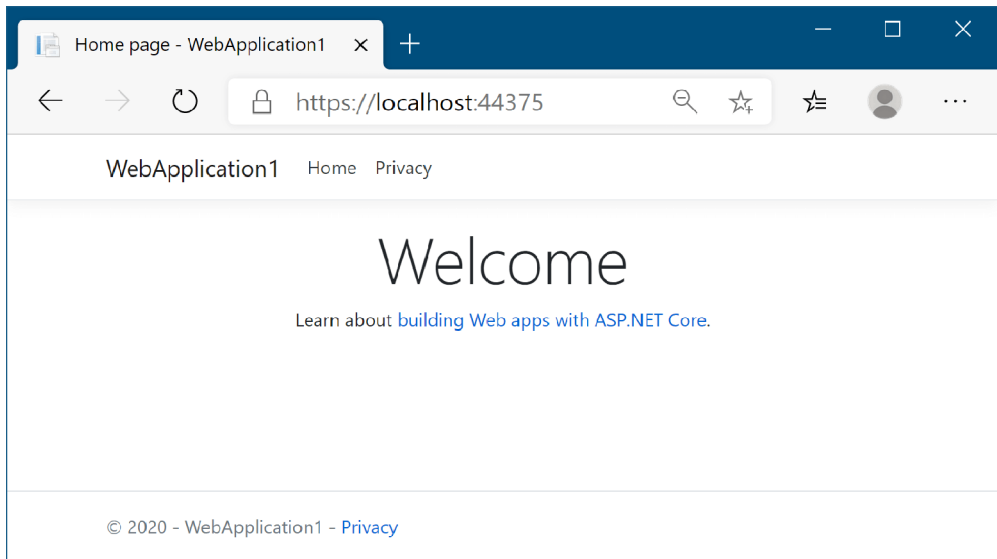 Home page - WebApplication1
https://localhost:44375
WebApplication1 Home Privacy
Welcome
Learn about building Web apps with ASP.NET Core.
© 2020 - WebApplication1 - Privacy